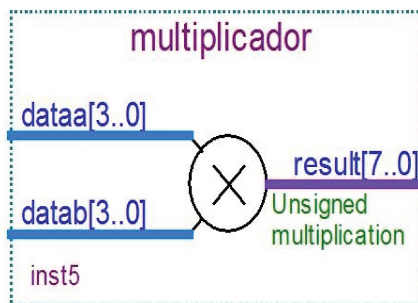 multiplicador
dataa[3..0]
result[7..0]
datab[3..0]
Unsigned
multiplication
inst5